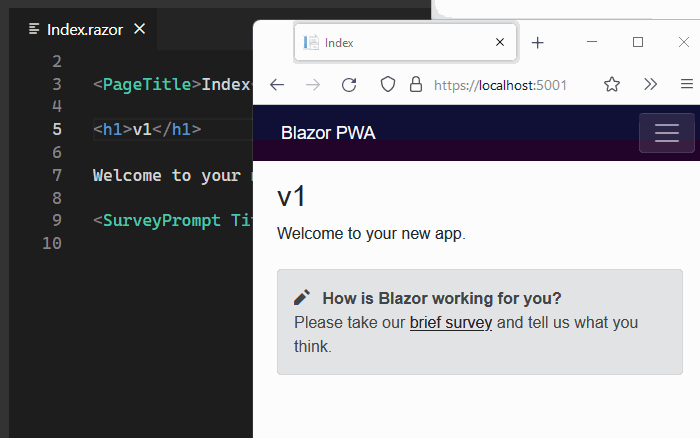 Index.razor
2
3 <PageTitle>Index
4
5 <h1>v1</h1>
6
7 Welcome to your
8
9 <SurveyPrompt
10
Index
https://localhost:5001
Blazor PWA
v1
Welcome to your new app.
How is Blazor working for you?
Please take our brief survey and tell us what you
think.